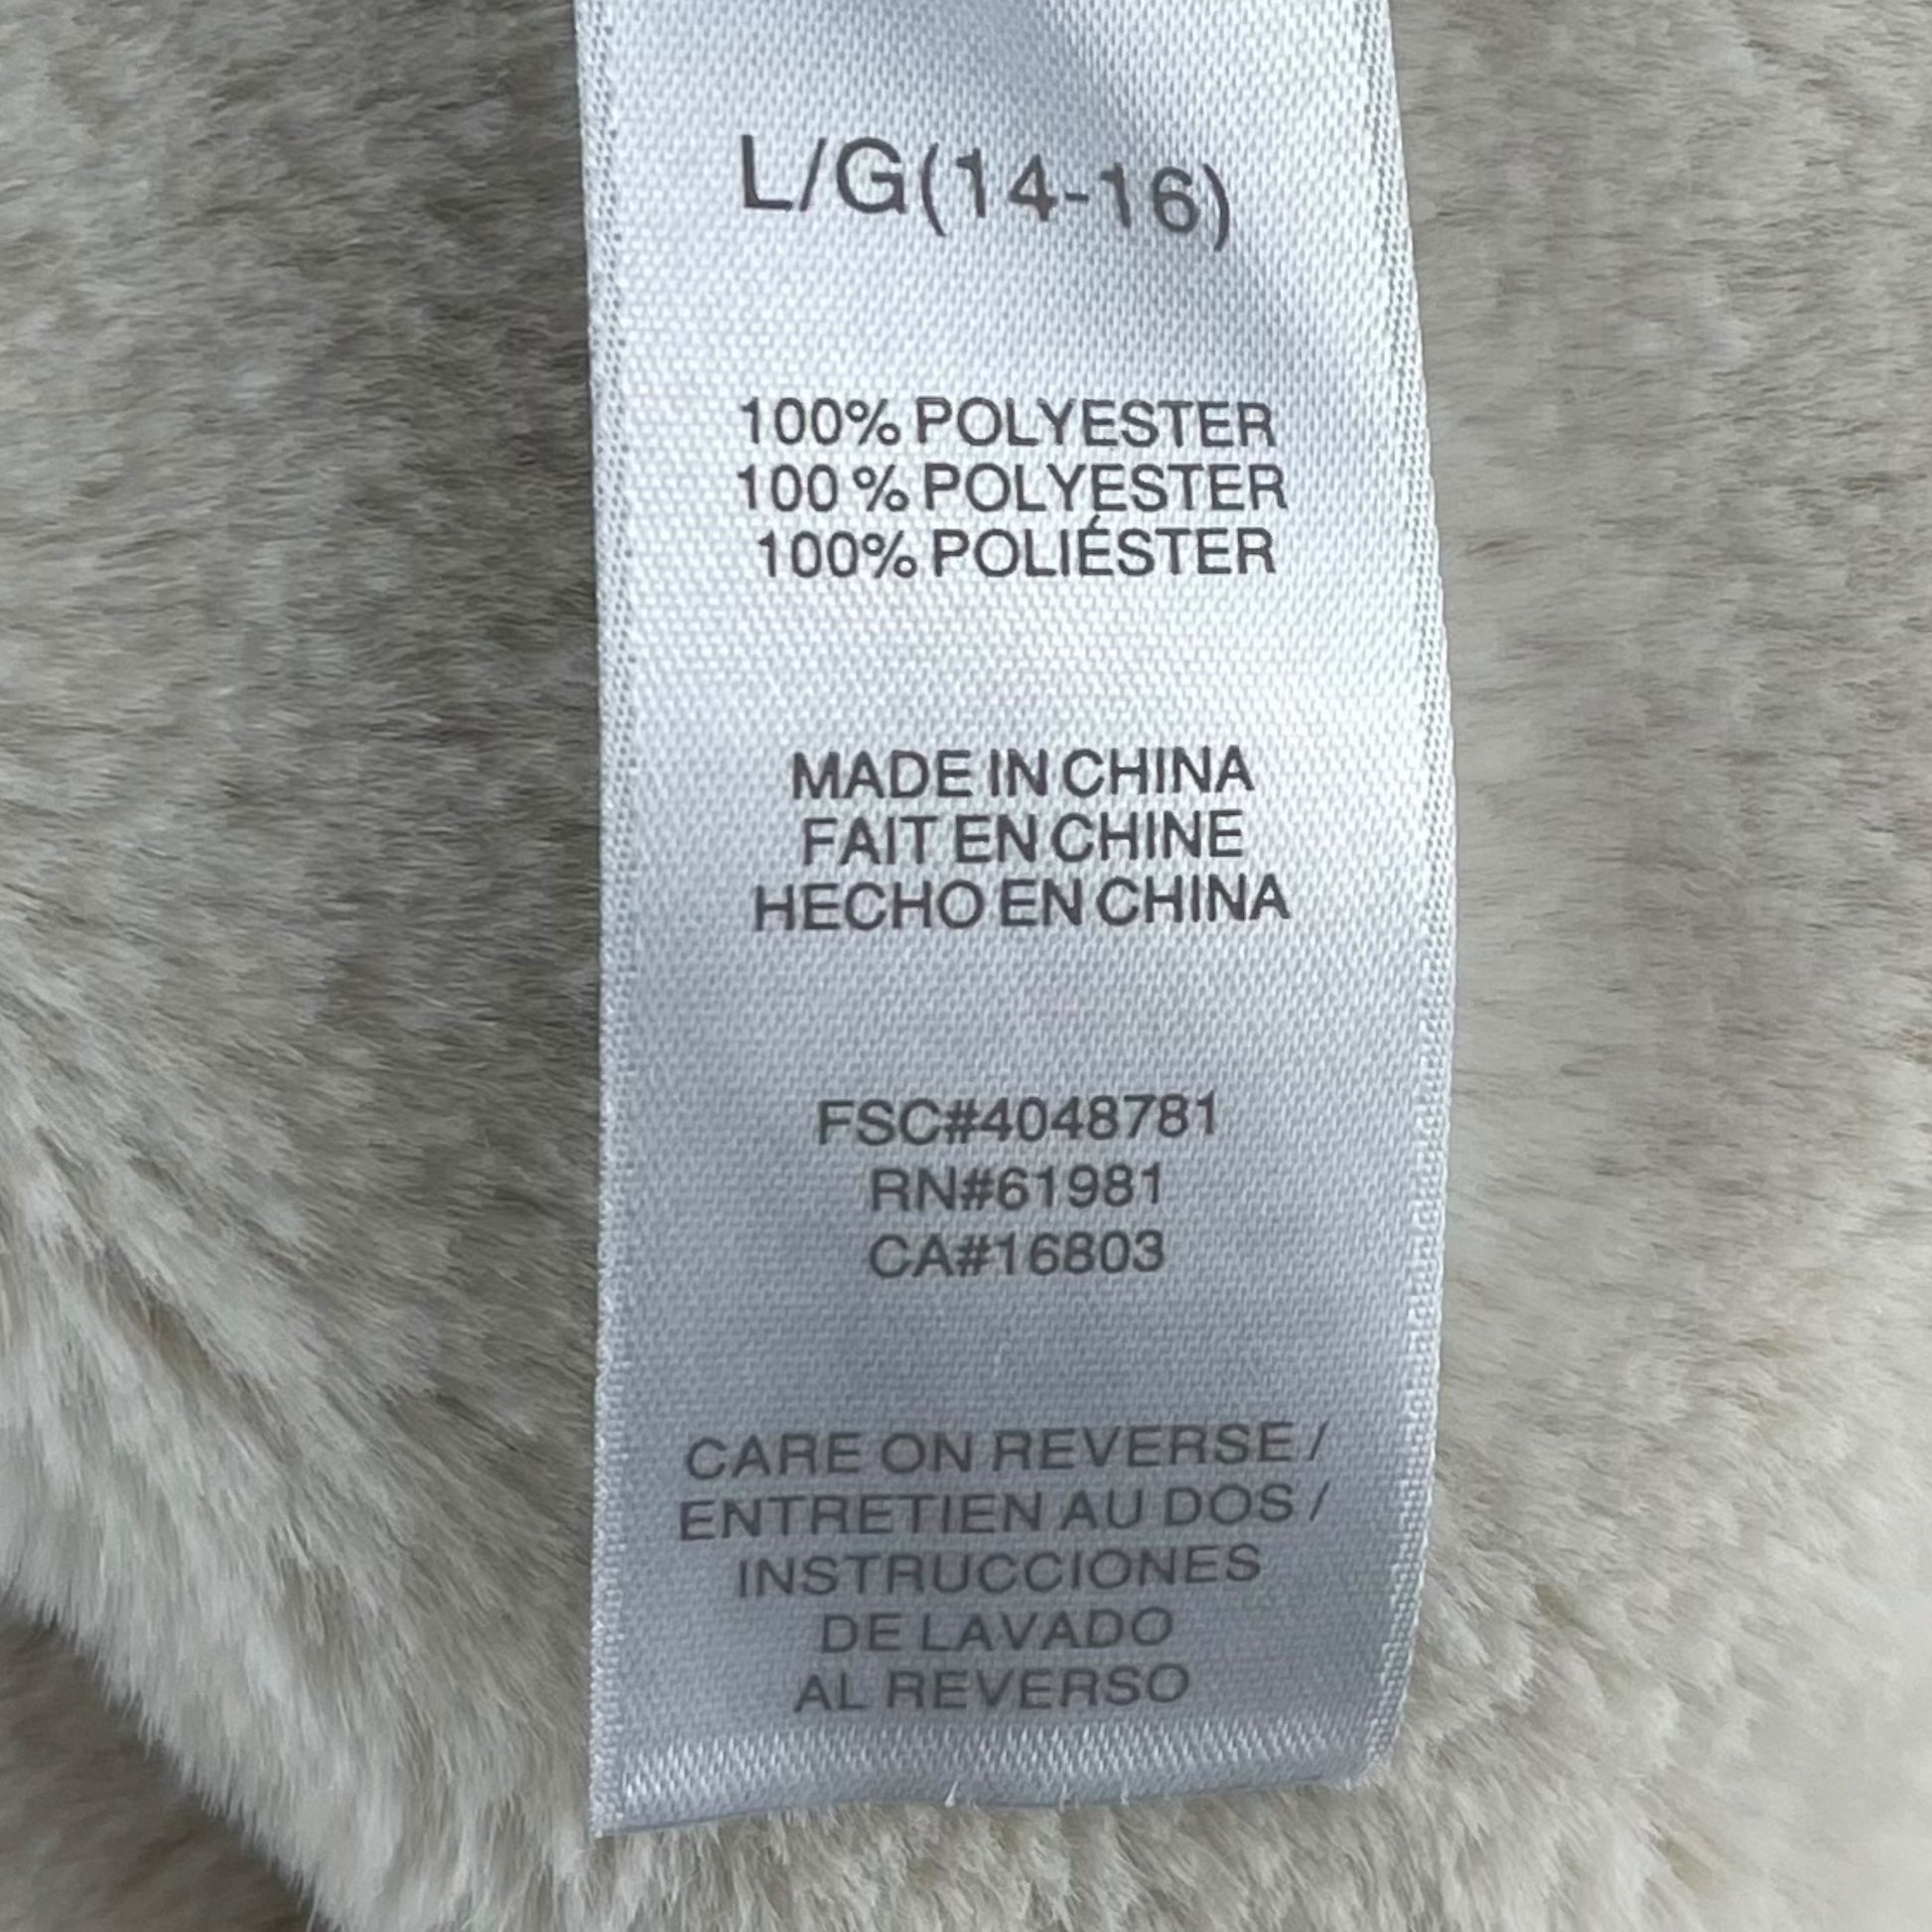 L/G(14-16)
100% POLYESTER
100 % POLYESTER
100% POLIÉSTER
MADE IN CHINA
FAIT EN CHINE
HECHO EN CHINA
FSC#4048781
RN#61981
CA#16803
CARE ON REVERSE /
ENTRETIEN AU DOS /
INSTRUCCIONES
DE LAVADO
AL REVERSO